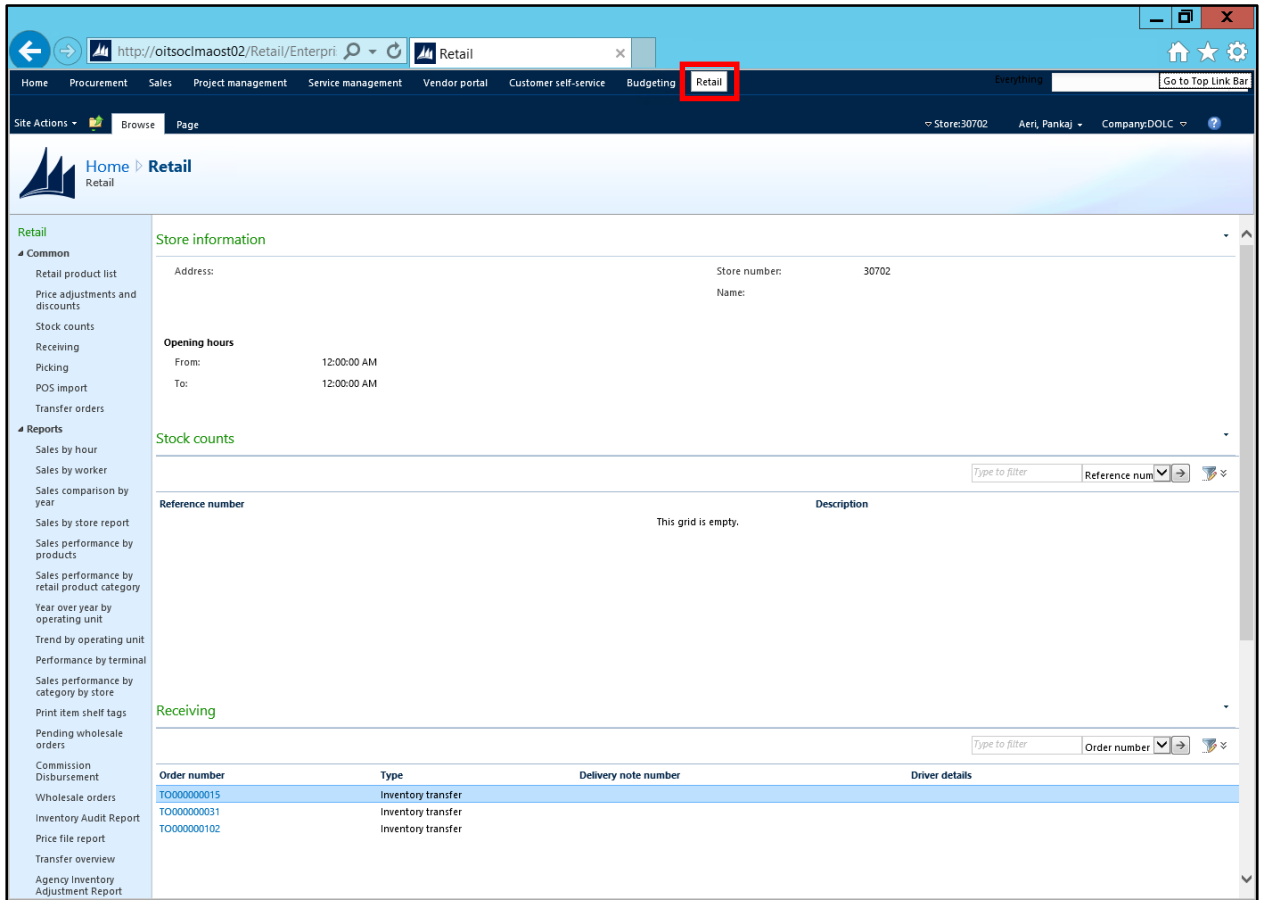 http://oitsoclmaost02/Retail/Enterpri
Retail
Home Procurement Sales Project management Service management Vendor portal Customer self-service Budgeting Retail Everything Go to Top Link Bar
Site Actions Browse Page Store:30702 Aeri, Pankaj Company:DOLC
Home Retail
Retail
Retail
Common
Retail product list
Price adjustments and
discounts
Stock counts
Receiving
Picking
POS import
Transfer orders
Reports
Sales by hour
Sales by worker
Sales comparison by
year
Sales by store report
Sales performance by
products
Sales performance by
retail product category
Year over year by
operating unit
Trend by operating unit
Performance by terminal
Sales performance by
category by store
Print item shelf tags
Pending wholesale
orders
Commission
Disbursement
Wholesale orders
Inventory Audit Report
Price file report
Transfer overview
Agency Inventory
Adjustment Report
Store information
Address: Store number: 30702
Name:
Opening hours
From: 12:00:00 AM
To: 12:00:00 AM
Stock counts
Type to filter Reference num
Reference number Description
This grid is empty.
Receiving
Type to filter Order number
Order number Type Delivery note number Driver details
TO000000015 Inventory transfer
TO000000031 Inventory transfer
TO000000102 Inventory transfer